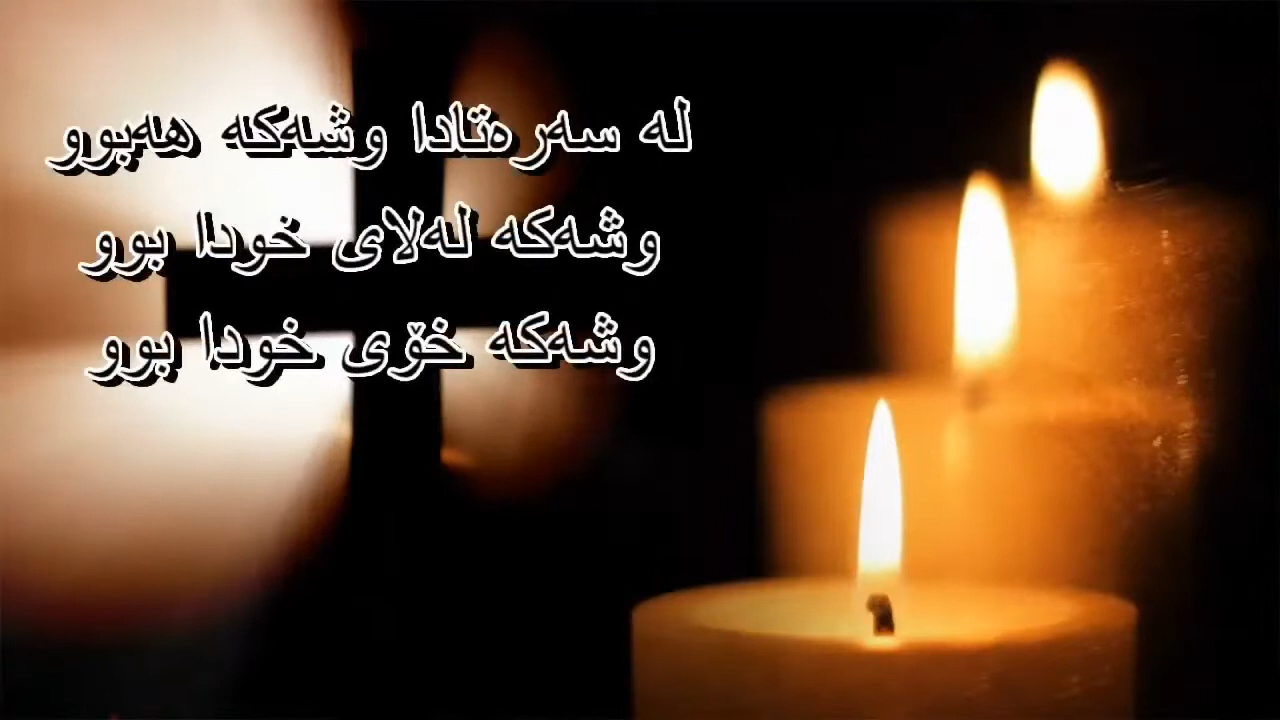 لە سەرەتادا وشەکە هەبوو
وشەکە لەلای خودا بوو
وشەکە خۆی خودا بوو